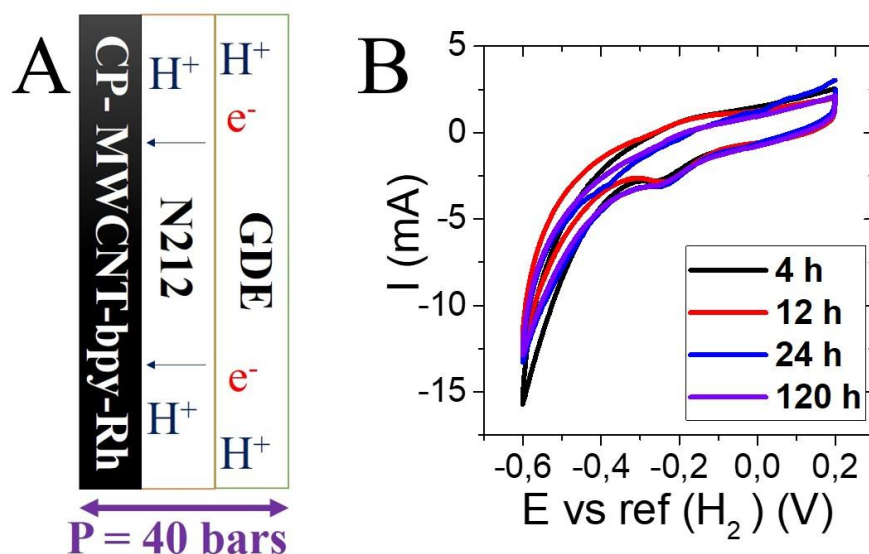 A
CP- MWCNT-bpy-Rh
H⁺
H⁺
e⁻
N212
GDE
e⁻
H⁺
H⁺
P = 40 bars
B
I (mA)
5
0
-5
-10
-15
4 h
12 h
24 h
120 h
-0,6 -0,4 -0,2 0,0 0,2
E vs ref (H₂) (V)